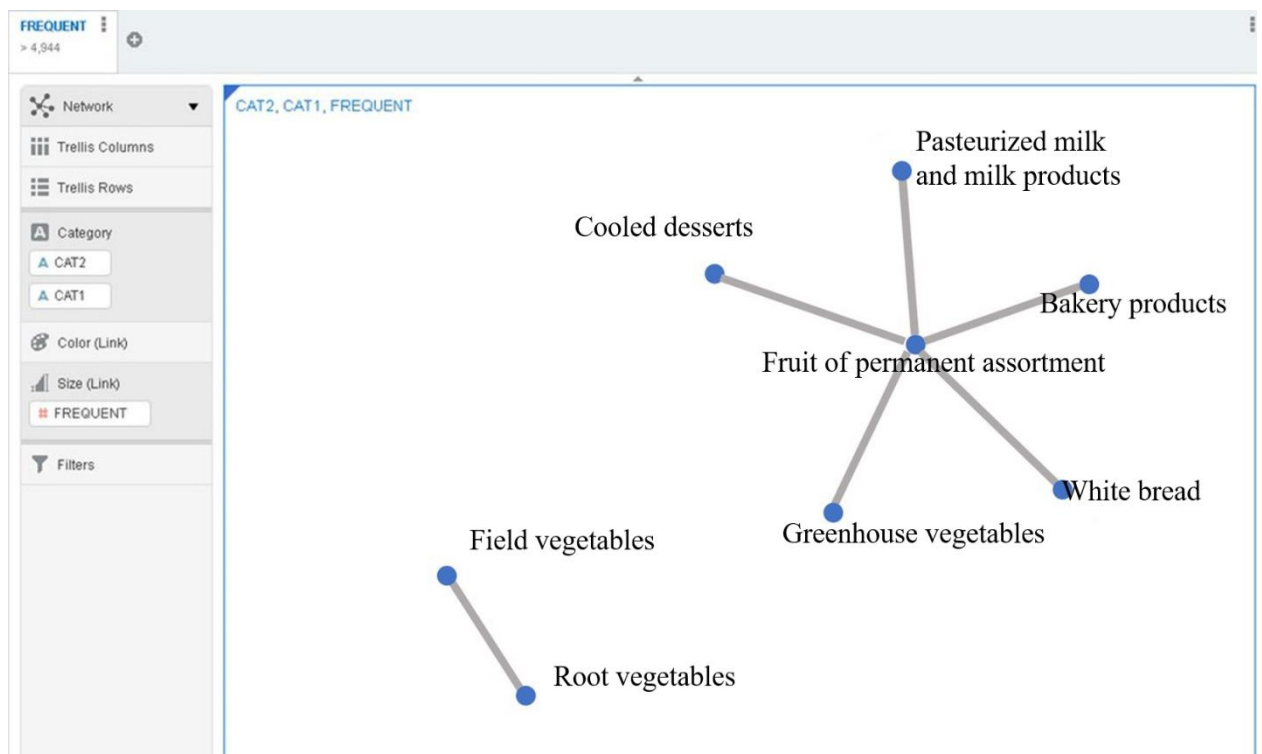 FREQUENT
> 4,944
Network
Trellis Columns
Trellis Rows
A Category
A CAT2
A CAT1
Color (Link)
Size (Link)
# FREQUENT
Filters
CAT2, CAT1, FREQUENT
Pasteurized milk
and milk products
Cooled desserts
Bakery products
Fruit of permanent assortment
White bread
Greenhouse vegetables
Field vegetables
Root vegetables